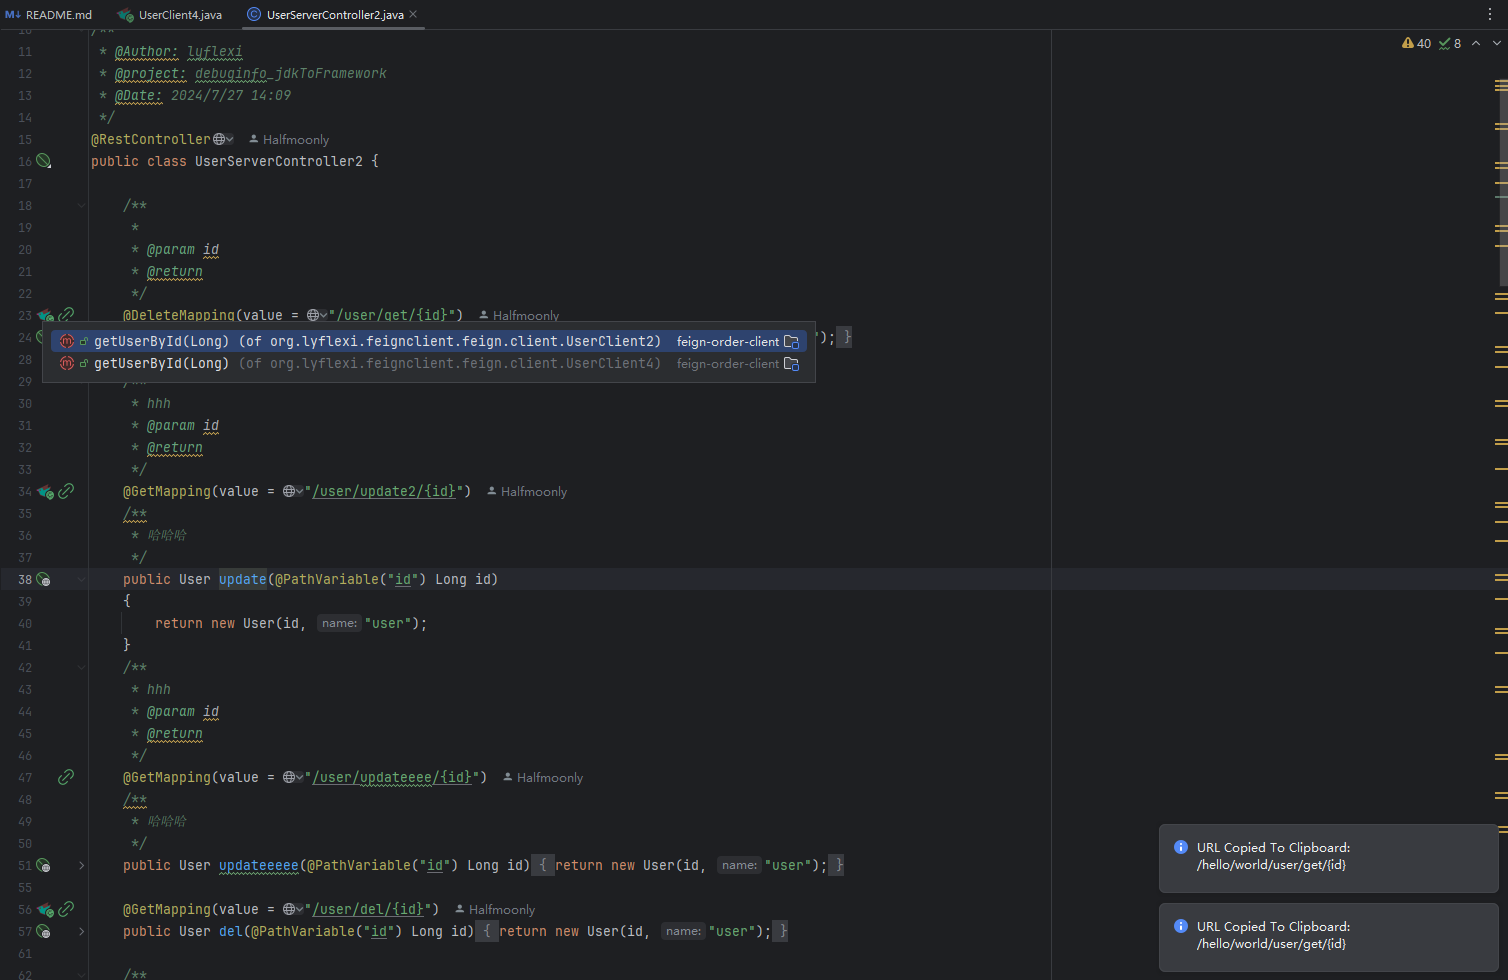 README.md UserClient4.java UserServerController2.java
40 8
10 /**
11 * @Author: lyflexi
12 * @project: debuginfo_jdkToFramework
13 * @Date: 2024/7/27 14:09
14 */
15 @RestController Halfmoonly
16 public class UserServerController2 {
17
18 /**
19 *
20 * @param id
21 * @return
22 */
23 @DeleteMapping(value = "/user/get/{id}") Halfmoonly
24 "); }
getUserById(Long) (of org.lyflexi.feignclient.feign.client.UserClient2) feign-order-client
28 getUserById(Long) (of org.lyflexi.feignclient.feign.client.UserClient4) feign-order-client
29 /**
30 * hhh
31 * @param id
32 * @return
33 */
34 @GetMapping(value = "/user/update2/{id}") Halfmoonly
35 /**
36 * 哈哈哈
37 */
38 public User update(@PathVariable("id") Long id)
39 {
40 return new User(id, name: "user");
41 }
42 /**
43 * hhh
44 * @param id
45 * @return
46 */
47 @GetMapping(value = "/user/updateeee/{id}") Halfmoonly
48 /**
49 * 哈哈哈
50 */
51 public User updateeeee(@PathVariable("id") Long id) { return new User(id, name: "user"); }
55
56 @GetMapping(value = "/user/del/{id}") Halfmoonly
57 public User del(@PathVariable("id") Long id) { return new User(id, name: "user"); }
61
62 /**
URL Copied To Clipboard:
/hello/world/user/get/{id}
URL Copied To Clipboard:
/hello/world/user/get/{id}